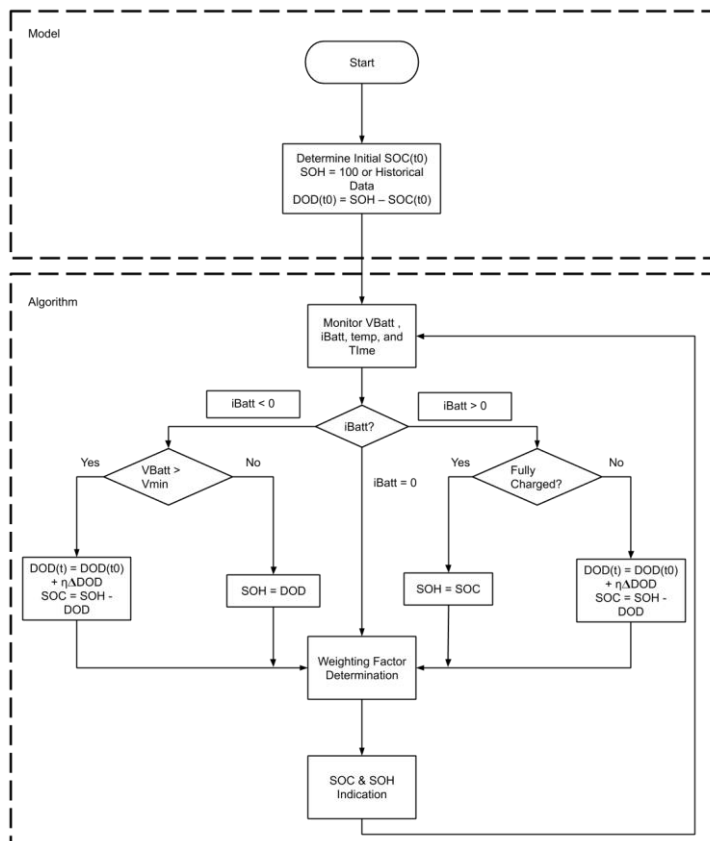 Model
Start
Determine Initial SOC(t0)
SOH = 100 or Historical
Data
DOD(t0) = SOH – SOC(t0)
Algorithm
Monitor VBatt ,
iBatt, temp, and
TIme
iBatt < 0
iBatt > 0
iBatt?
Yes
VBatt >
Vmin
No
iBatt = 0
Yes
Fully
Charged?
No
DOD(t) = DOD(t0)
+ η∆DOD
SOC = SOH -
DOD
SOH = DOD
SOH = SOC
DOD(t) = DOD(t0)
+ η∆DOD
SOC = SOH -
DOD
Weighting Factor
Determination
SOC & SOH
Indication